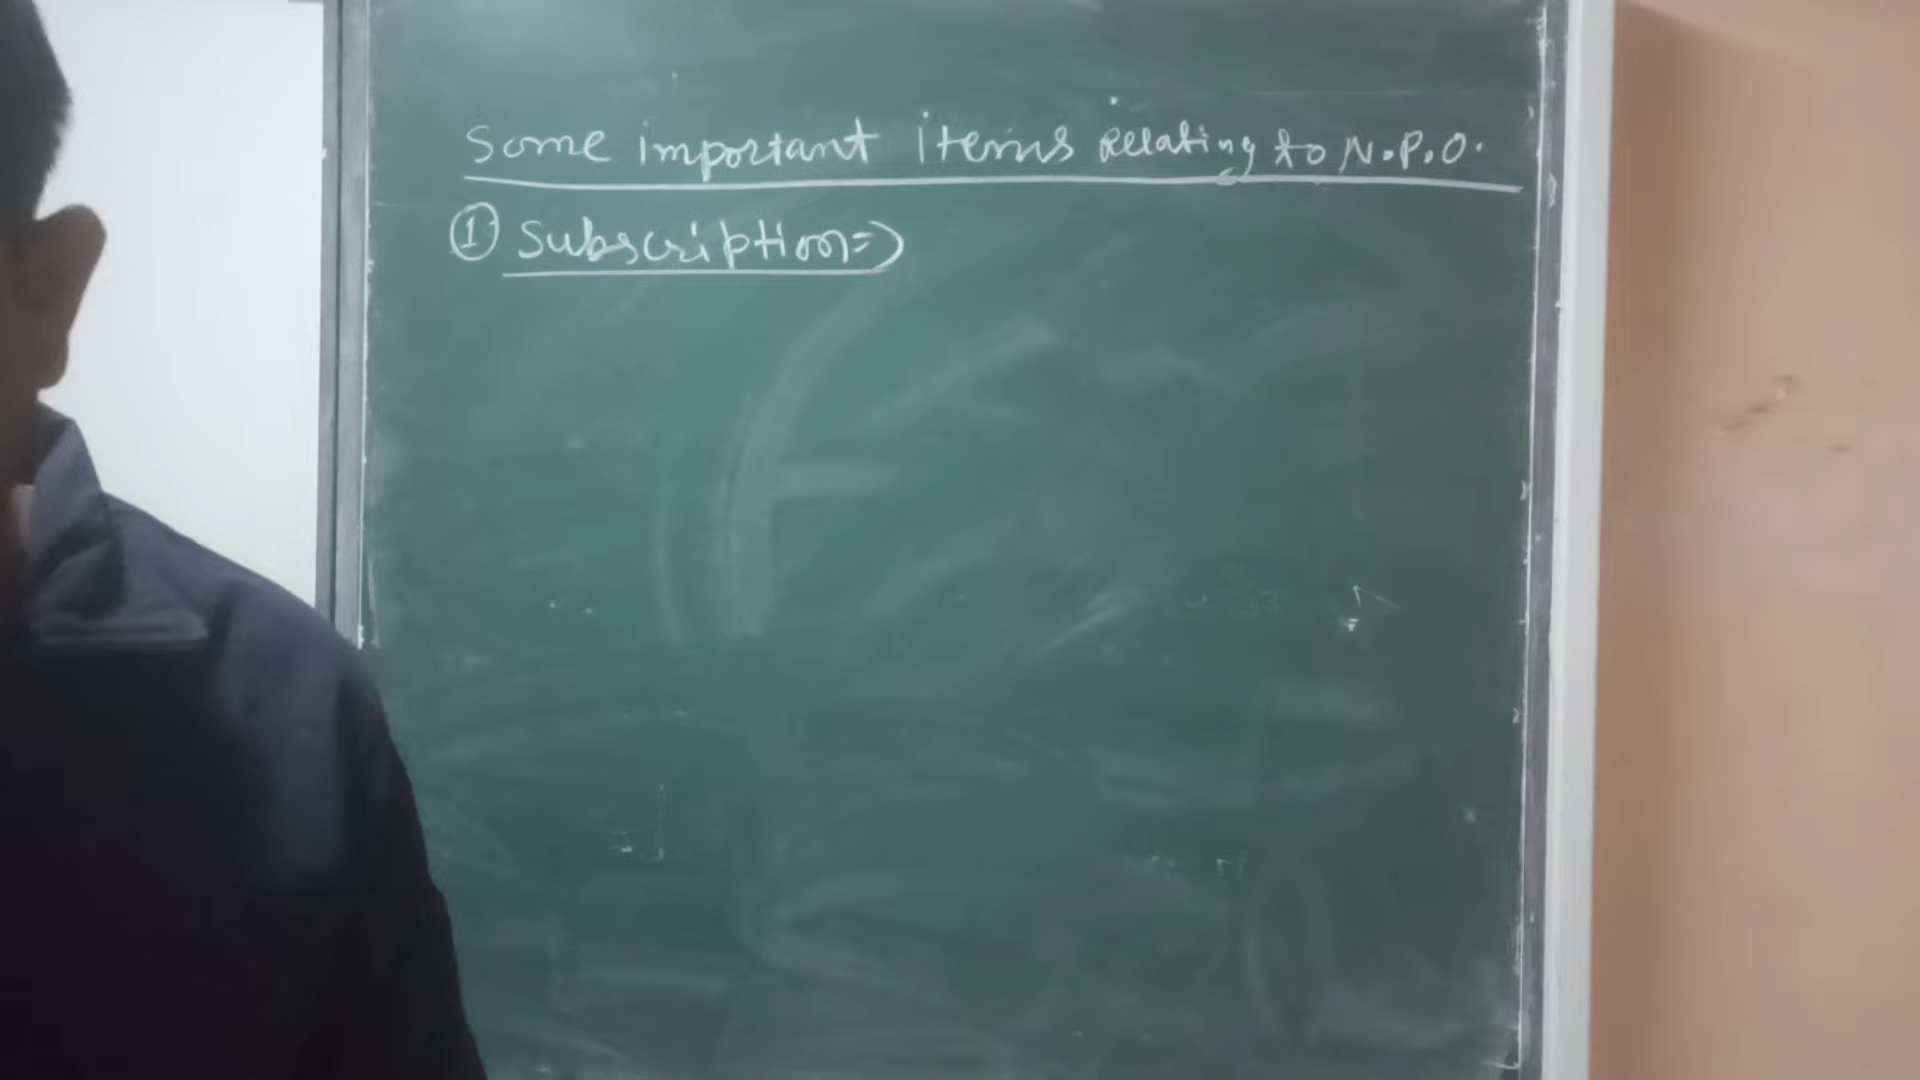 Some important items relating to N.P.O.
① Subscription ⇒